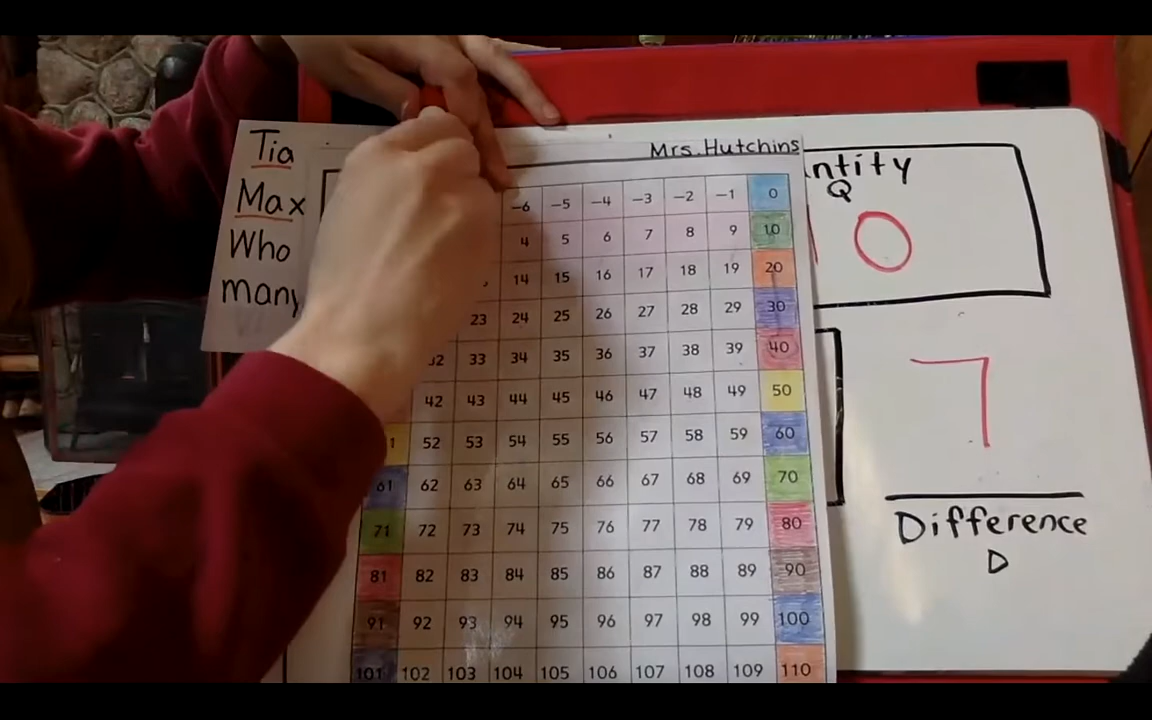 Tia
Max
Who
many
Mrs. Hutchins
ntity
Q
0
-6 -5 -4 -3 -2 -1 0
4 5 6 7 8 9 10
14 15 16 17 18 19 20
23 24 25 26 27 28 29 30
32 33 34 35 36 37 38 39 40
42 43 44 45 46 47 48 49 50
1 52 53 54 55 56 57 58 59 60
61 62 63 64 65 66 67 68 69 70
71 72 73 74 75 76 77 78 79 80
81 82 83 84 85 86 87 88 89 90
91 92 93 94 95 96 97 98 99 100
101 102 103 104 105 106 107 108 109 110
7
Difference
D